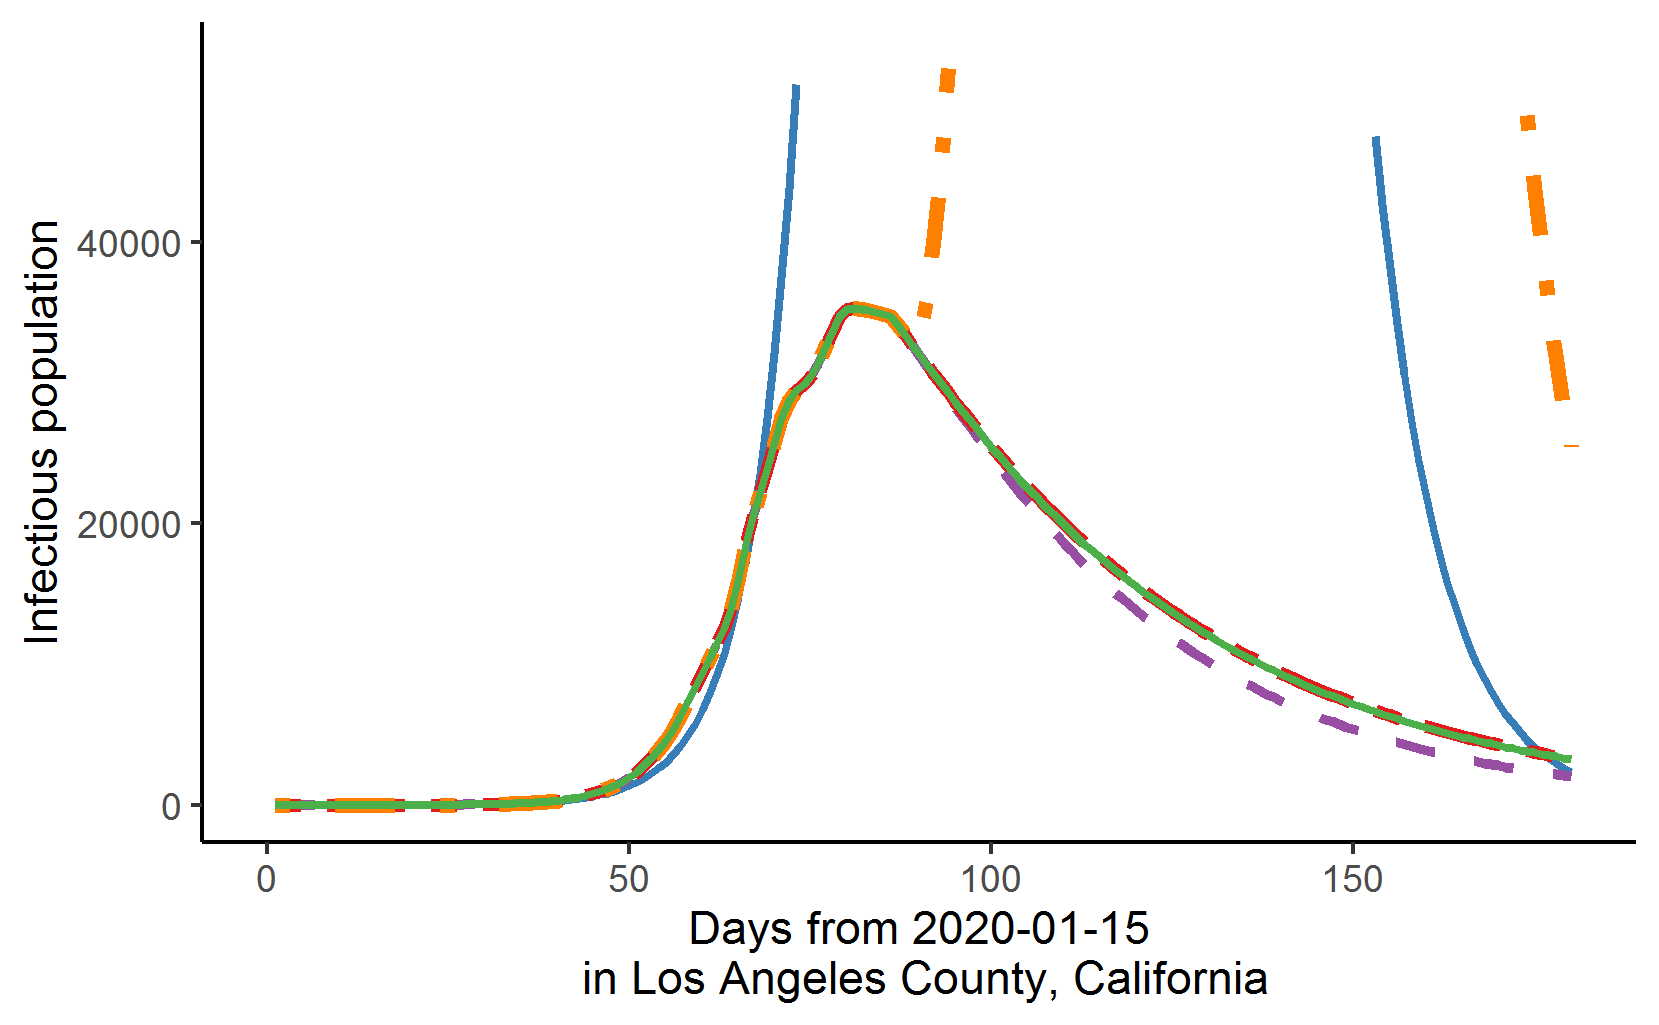 Infectious population
40000
20000
0
0
50
100
150
Days from 2020-01-15
in Los Angeles County, California